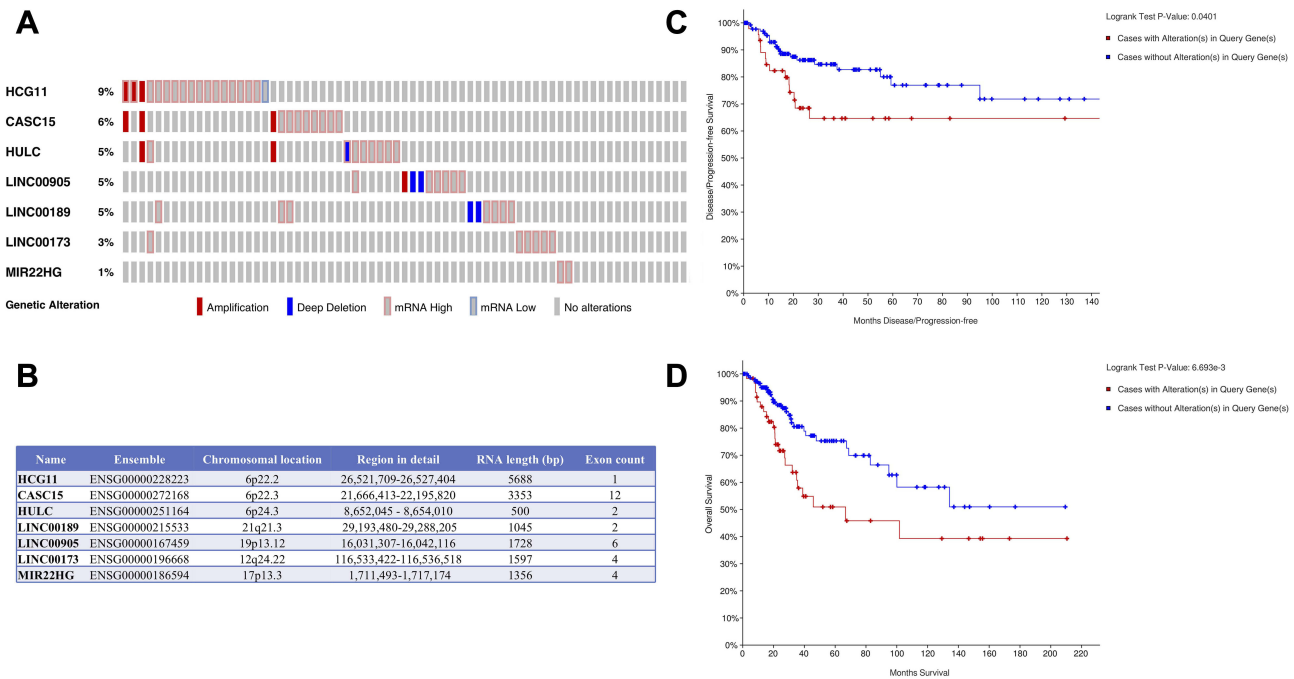 A
HCG11 9%
CASC15 6%
HULC 5%
LINC00905 5%
LINC00189 5%
LINC00173 3%
MIR22HG 1%
Genetic Alteration Amplification Deep Deletion mRNA High mRNA Low No alterations
B
Name Ensemble Chromosomal location Region in detail RNA length (bp) Exon count
HCG11 ENSG00000228223 6p22.2 26,521,709-26,527,404 5688 1
CASC15 ENSG00000272168 6p22.3 21,666,413-22,195,820 3353 12
HULC ENSG00000251164 6p24.3 8,652,045 - 8,654,010 500 2
LINC00189 ENSG00000215533 21q21.3 29,193,480-29,288,205 1045 2
LINC00905 ENSG00000167459 19p13.12 16,031,307-16,042,116 1728 6
LINC00173 ENSG00000196668 12q24.22 116,533,422-116,536,518 1597 4
MIR22HG ENSG00000186594 17p13.3 1,711,493-1,717,174 1356 4
C
Logrank Test P-Value: 0.0401
Cases with Alteration(s) in Query Gene(s)
Cases without Alteration(s) in Query Gene(s)
Disease/Progression-free Survival
100%
90%
80%
70%
60%
50%
40%
30%
20%
10%
0%
0 10 20 30 40 50 60 70 80 90 100 110 120 130 143
Months Disease/Progression-free
D
Logrank Test P-Value: 6.693e-3
Cases with Alteration(s) in Query Gene(s)
Cases without Alteration(s) in Query Gene(s)
Overall Survival
100%
90%
80%
70%
60%
50%
40%
30%
20%
10%
0%
0 20 40 60 80 100 120 140 160 180 200 220
Months Survival